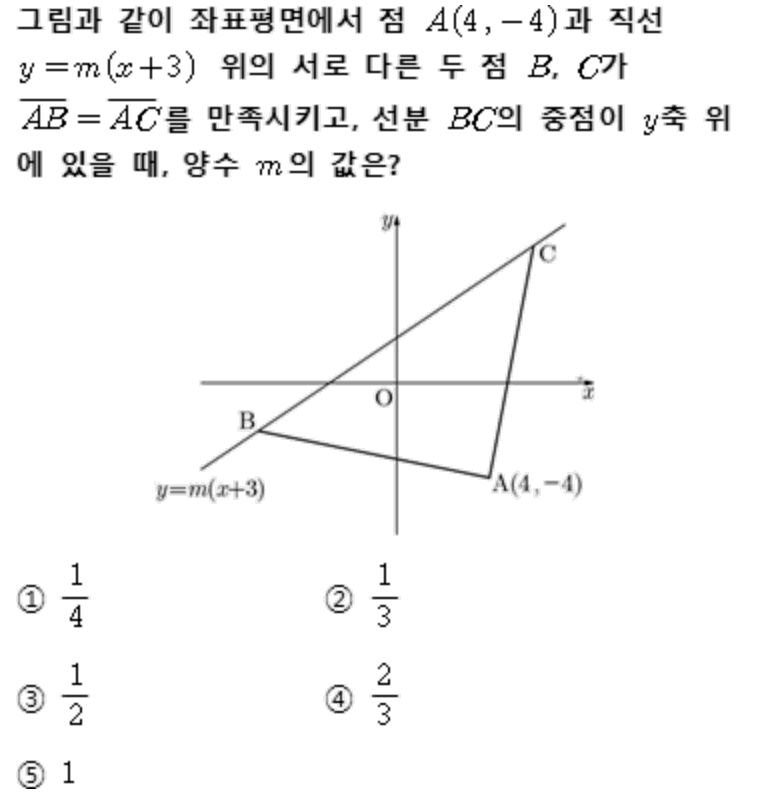 그림과 같이 좌표평면에서 점 A(4,−4)과 직선
y=m(x+3) 위의 서로 다른 두 점 B, C가
\overline{AB}=\overline{AC}를 만족시키고, 선분 BC의 중점이 y축 위
에 있을 때, 양수 m의 값은?
y
C
O
x
B
A(4,−4)
y=m(x+3)
① 1/4 ② 1/3
③ 1/2 ④ 2/3
⑤ 1